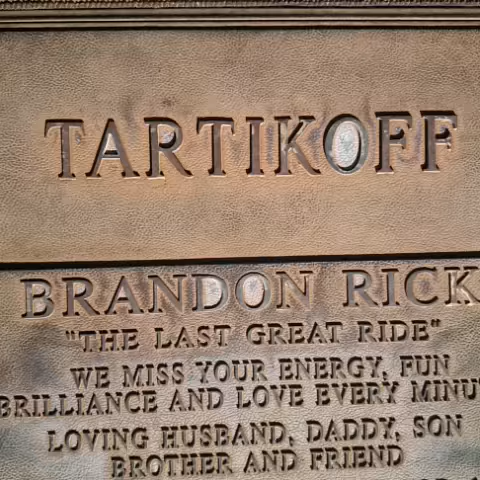 TARTIKOFF
BRANDON RICK
"THE LAST GREAT RIDE"
WE MISS YOUR ENERGY, FUN
BRILLIANCE AND LOVE EVERY MINU
LOVING HUSBAND, DADDY, SON
BROTHER AND FRIEND